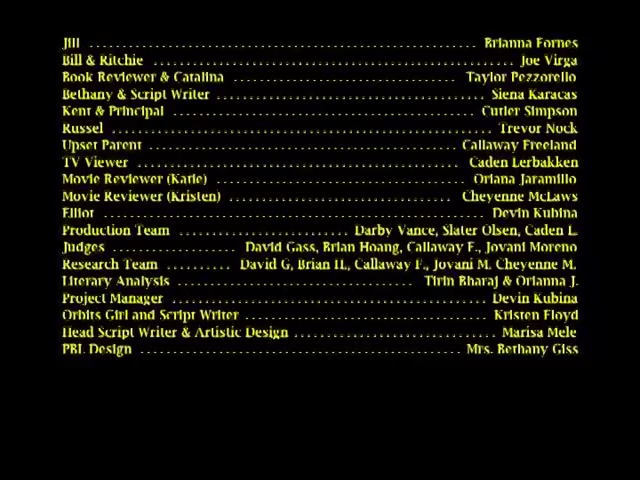 Jill ........................................................ Brianna Fornes
Bill & Ritchie .................................................... Joe Virga
Book Reviewer & Catalina ................................. Taylor Pezzorello
Bethany & Script Writer ...................................... Siena Karacas
Kent & Principal ........................................... Cutler Simpson
Russel ...................................................... Trevor Nock
Upset Parent ............................................ Callaway Freeland
TV Viewer .............................................. Caden Lerbakken
Movie Reviewer (Katie) .................................... Oriana Jaramillo
Movie Reviewer (Kristen) ................................ Cheyenne McLaws
Elliot ........................................................ Devin Kubina
Production Team ........................ Darby Vance, Slater Olsen, Caden L.
Judges ................. David Gass, Brian Hoang, Callaway F., Jovani Moreno
Research Team .......... David G, Brian H., Callaway F., Jovani M. Cheyenne M.
Literary Analysis .................................. Tirin Bharaj & Orianna J.
Project Manager ............................................. Devin Kubina
Orbits Girl and Script Writer ................................... Kristen Floyd
Head Script Writer & Artistic Design ........................... Marisa Mele
PBL Design .............................................. Mrs. Bethany Giss